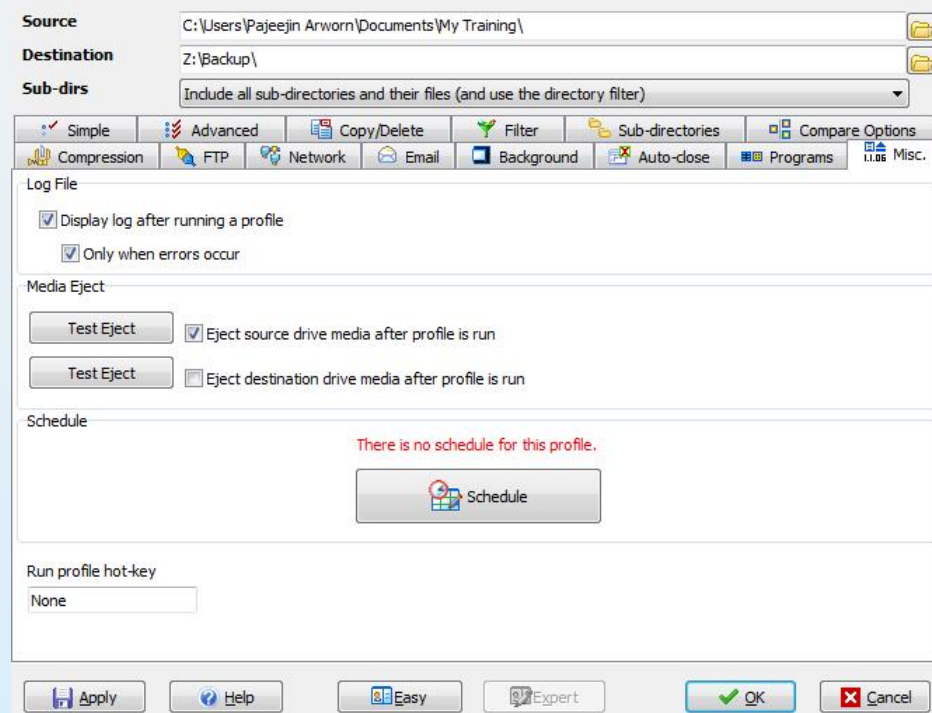 Source
C:\Users\Pajeejin Arworn\Documents\My Training\
Destination
Z:\Backup\
Sub-dirs
Include all sub-directories and their files (and use the directory filter)
Simple Advanced Copy/Delete Filter Sub-directories Compare Options
Compression FTP Network Email Background Auto-close Programs Misc.
Log File
Display log after running a profile
Only when errors occur
Media Eject
Test Eject Eject source drive media after profile is run
Test Eject Eject destination drive media after profile is run
Schedule
There is no schedule for this profile.
Schedule
Run profile hot-key
None
Apply Help Easy Expert OK Cancel